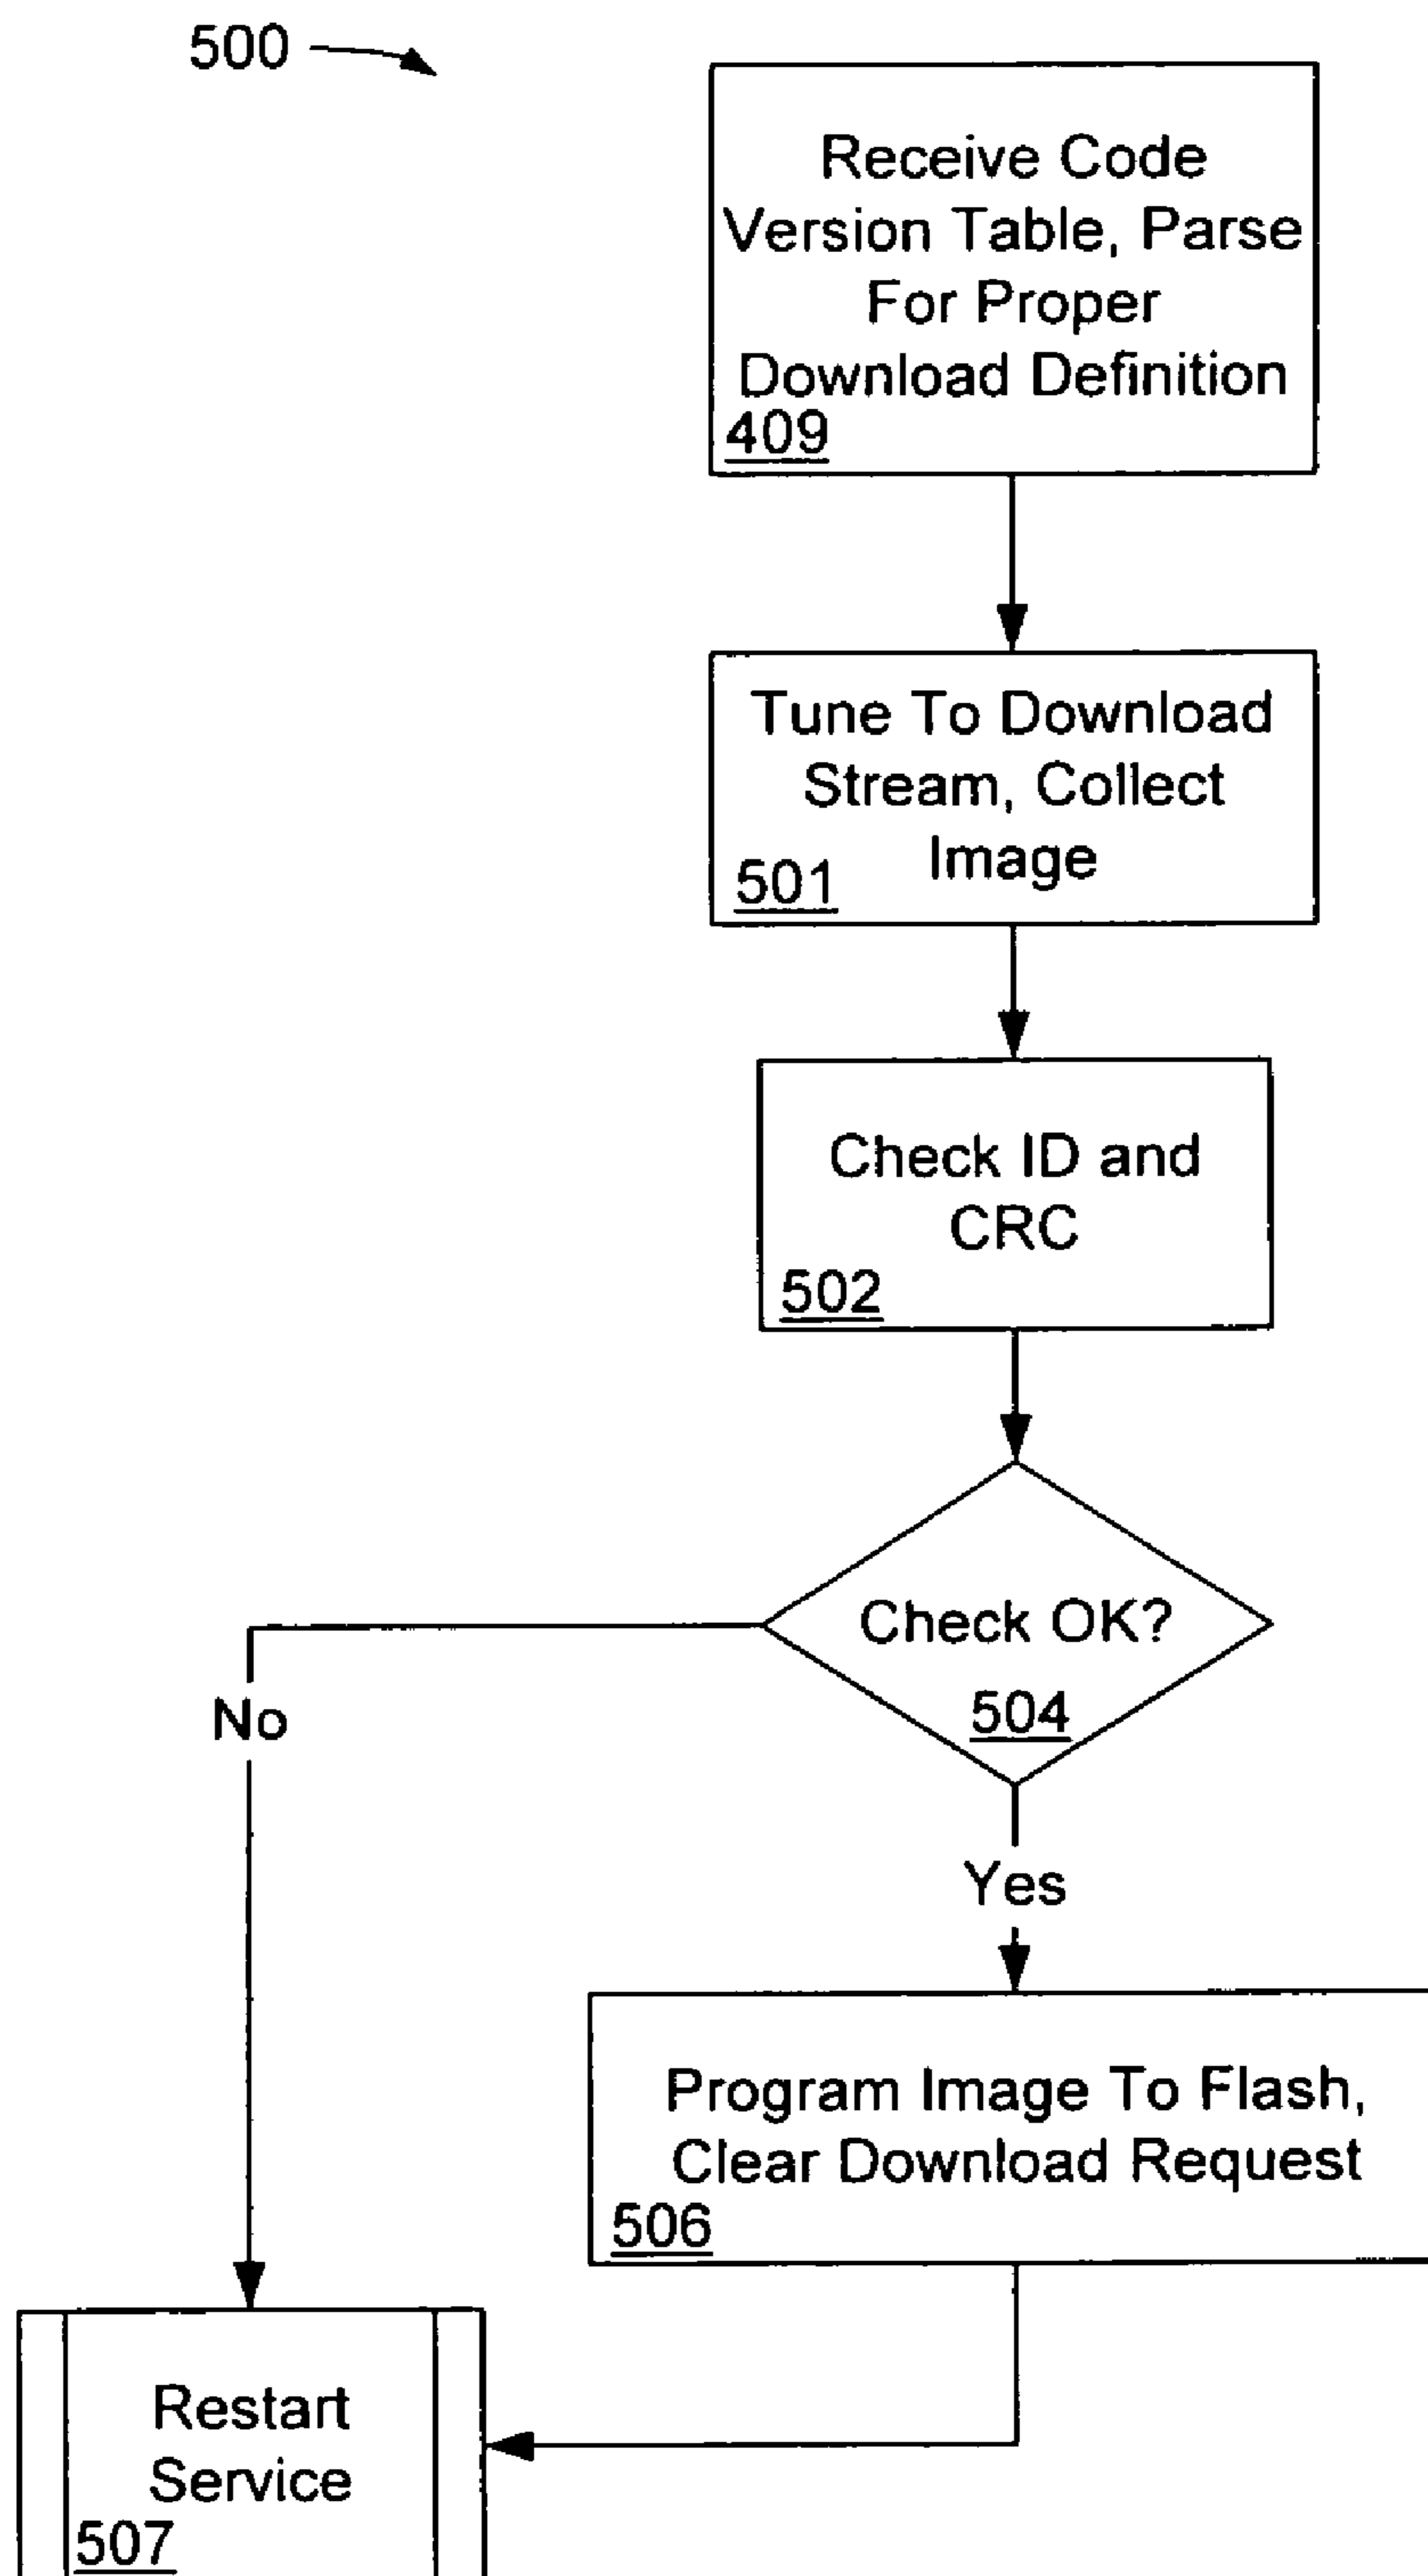 500
Receive Code
Version Table, Parse
For Proper
Download Definition
409
Tune To Download
Stream, Collect
Image
501
Check ID and
CRC
502
Check OK?
504
No
Yes
Program Image To Flash,
Clear Download Request
506
Restart
Service
507